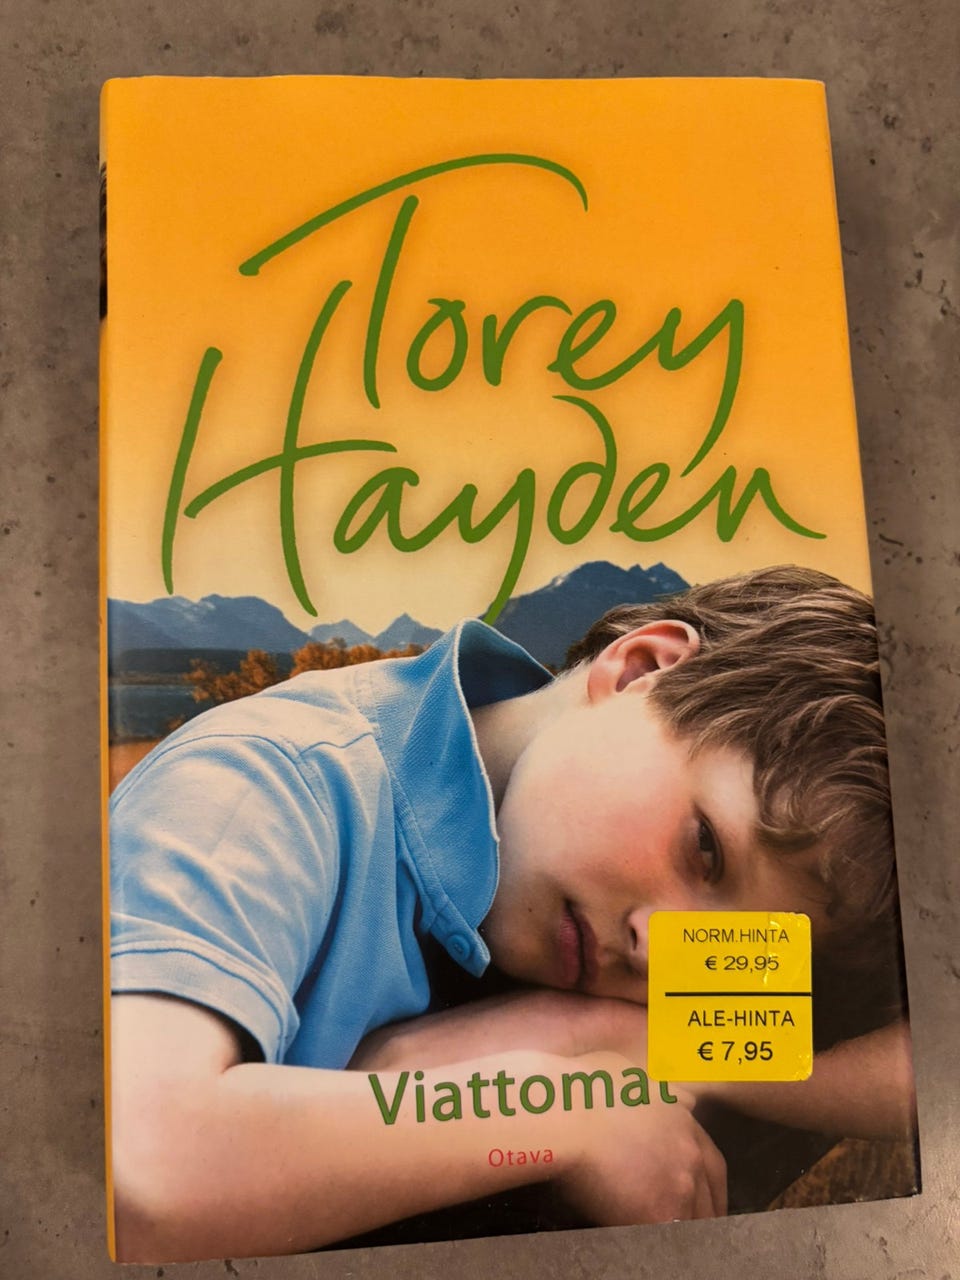 Torey
Hayden
NORM.HINTA
€ 29,95
ALE-HINTA
€ 7,95
Viattomat
Otava